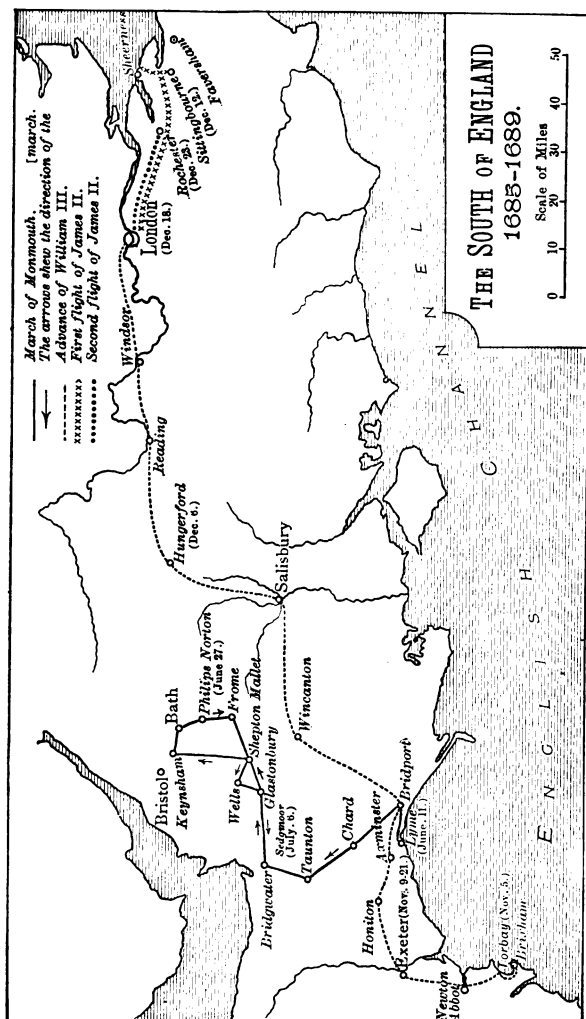 March of Monmouth. [march.
The arrows shew the direction of the
Advance of William III.
First flight of James II.
Second flight of James II.
Sheerness
Faversham
Sittingbourne
(Dec. 12.)
Rochester
(Dec. 23.)
London
(Dec. 18.)
Windsor
Reading
Hungerford
(Dec. 6.)
Salisbury
Wincanton
Bath
Philips Norton
(June 27.)
Frome
Bristol
Keynsham
Shepton Mallet
Wells
Glastonbury
Sedgmoor
(July. 6.)
Bridgwater
Taunton
Chard
Axminster
Bridport
Lyme
(June. 11.)
Honiton
Exeter (Nov. 9-21.)
Newton
Abbot
Torbay (Nov. 5.)
Brixham
ENGLISH CHANNEL
THE SOUTH OF ENGLAND
1685-1689.
Scale of Miles
0 10 20 30 40 50